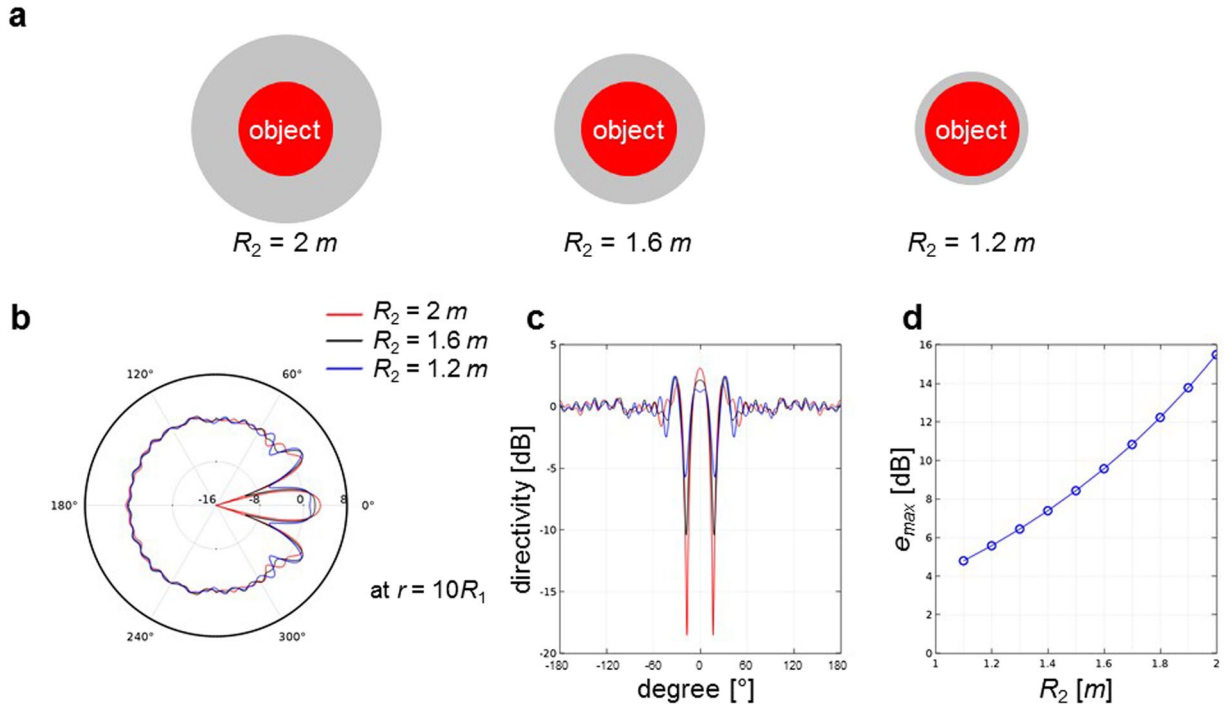 a
object
object
object
R2 = 2 m
R2 = 1.6 m
R2 = 1.2 m
b
R2 = 2 m
R2 = 1.6 m
R2 = 1.2 m
120°
60°
180°
-16
-8
0
8
0°
240°
300°
at r = 10R1
c
5
0
-5
-10
-15
-20
-180
-120
-60
0
60
120
180
directivity [dB]
degree [°]
d
16
14
12
10
8
6
4
2
0
1
1.2
1.4
1.6
1.8
2
emax [dB]
R2 [m]